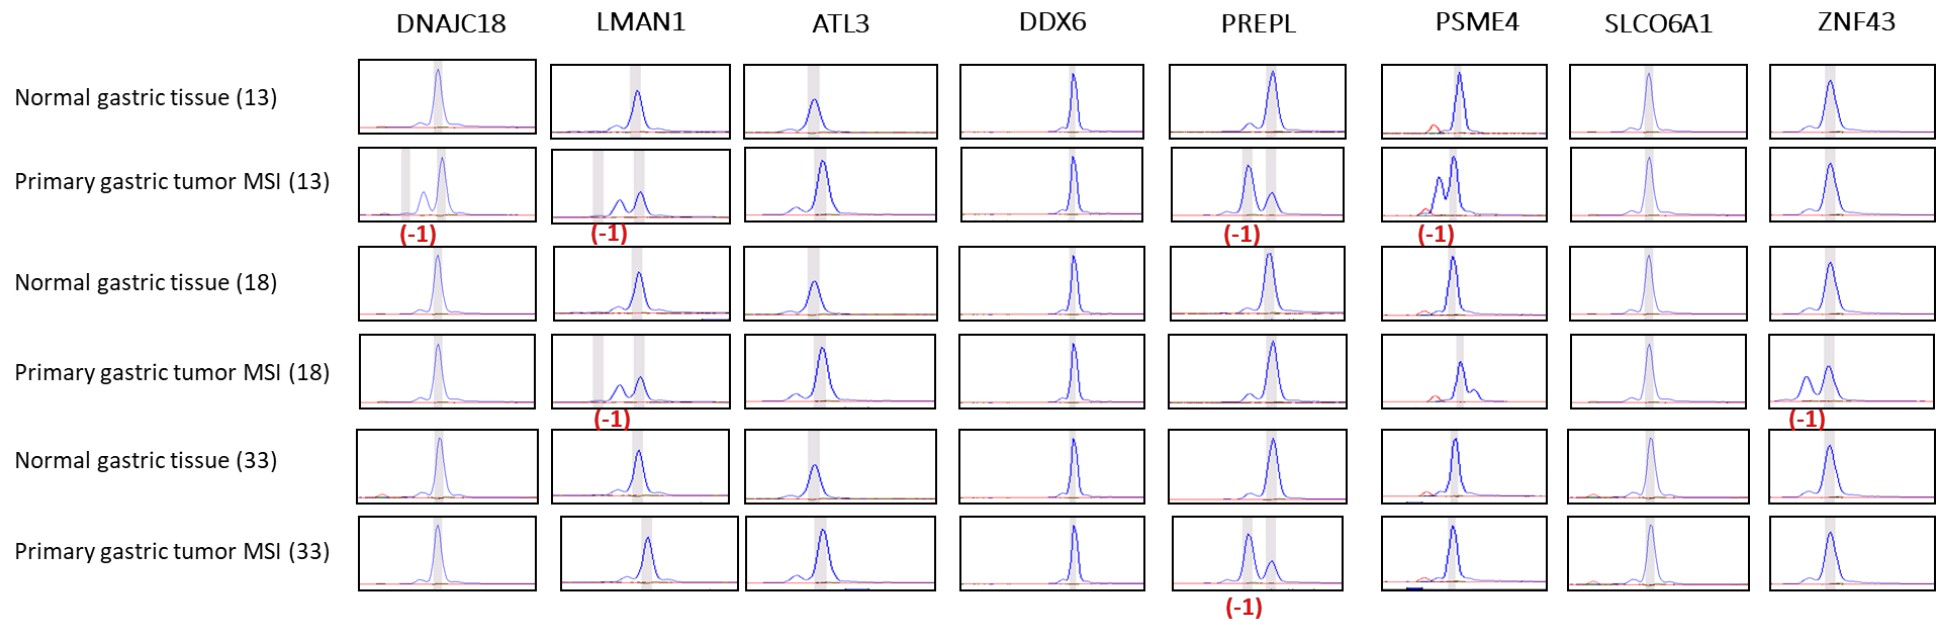 DNAJC18 LMAN1 ATL3 DDX6 PREPL PSME4 SLCO6A1 ZNF43
Normal gastric tissue (13)
Primary gastric tumor MSI (13)
(-1) (-1) (-1) (-1)
Normal gastric tissue (18)
Primary gastric tumor MSI (18)
(-1) (-1)
Normal gastric tissue (33)
Primary gastric tumor MSI (33)
(-1)